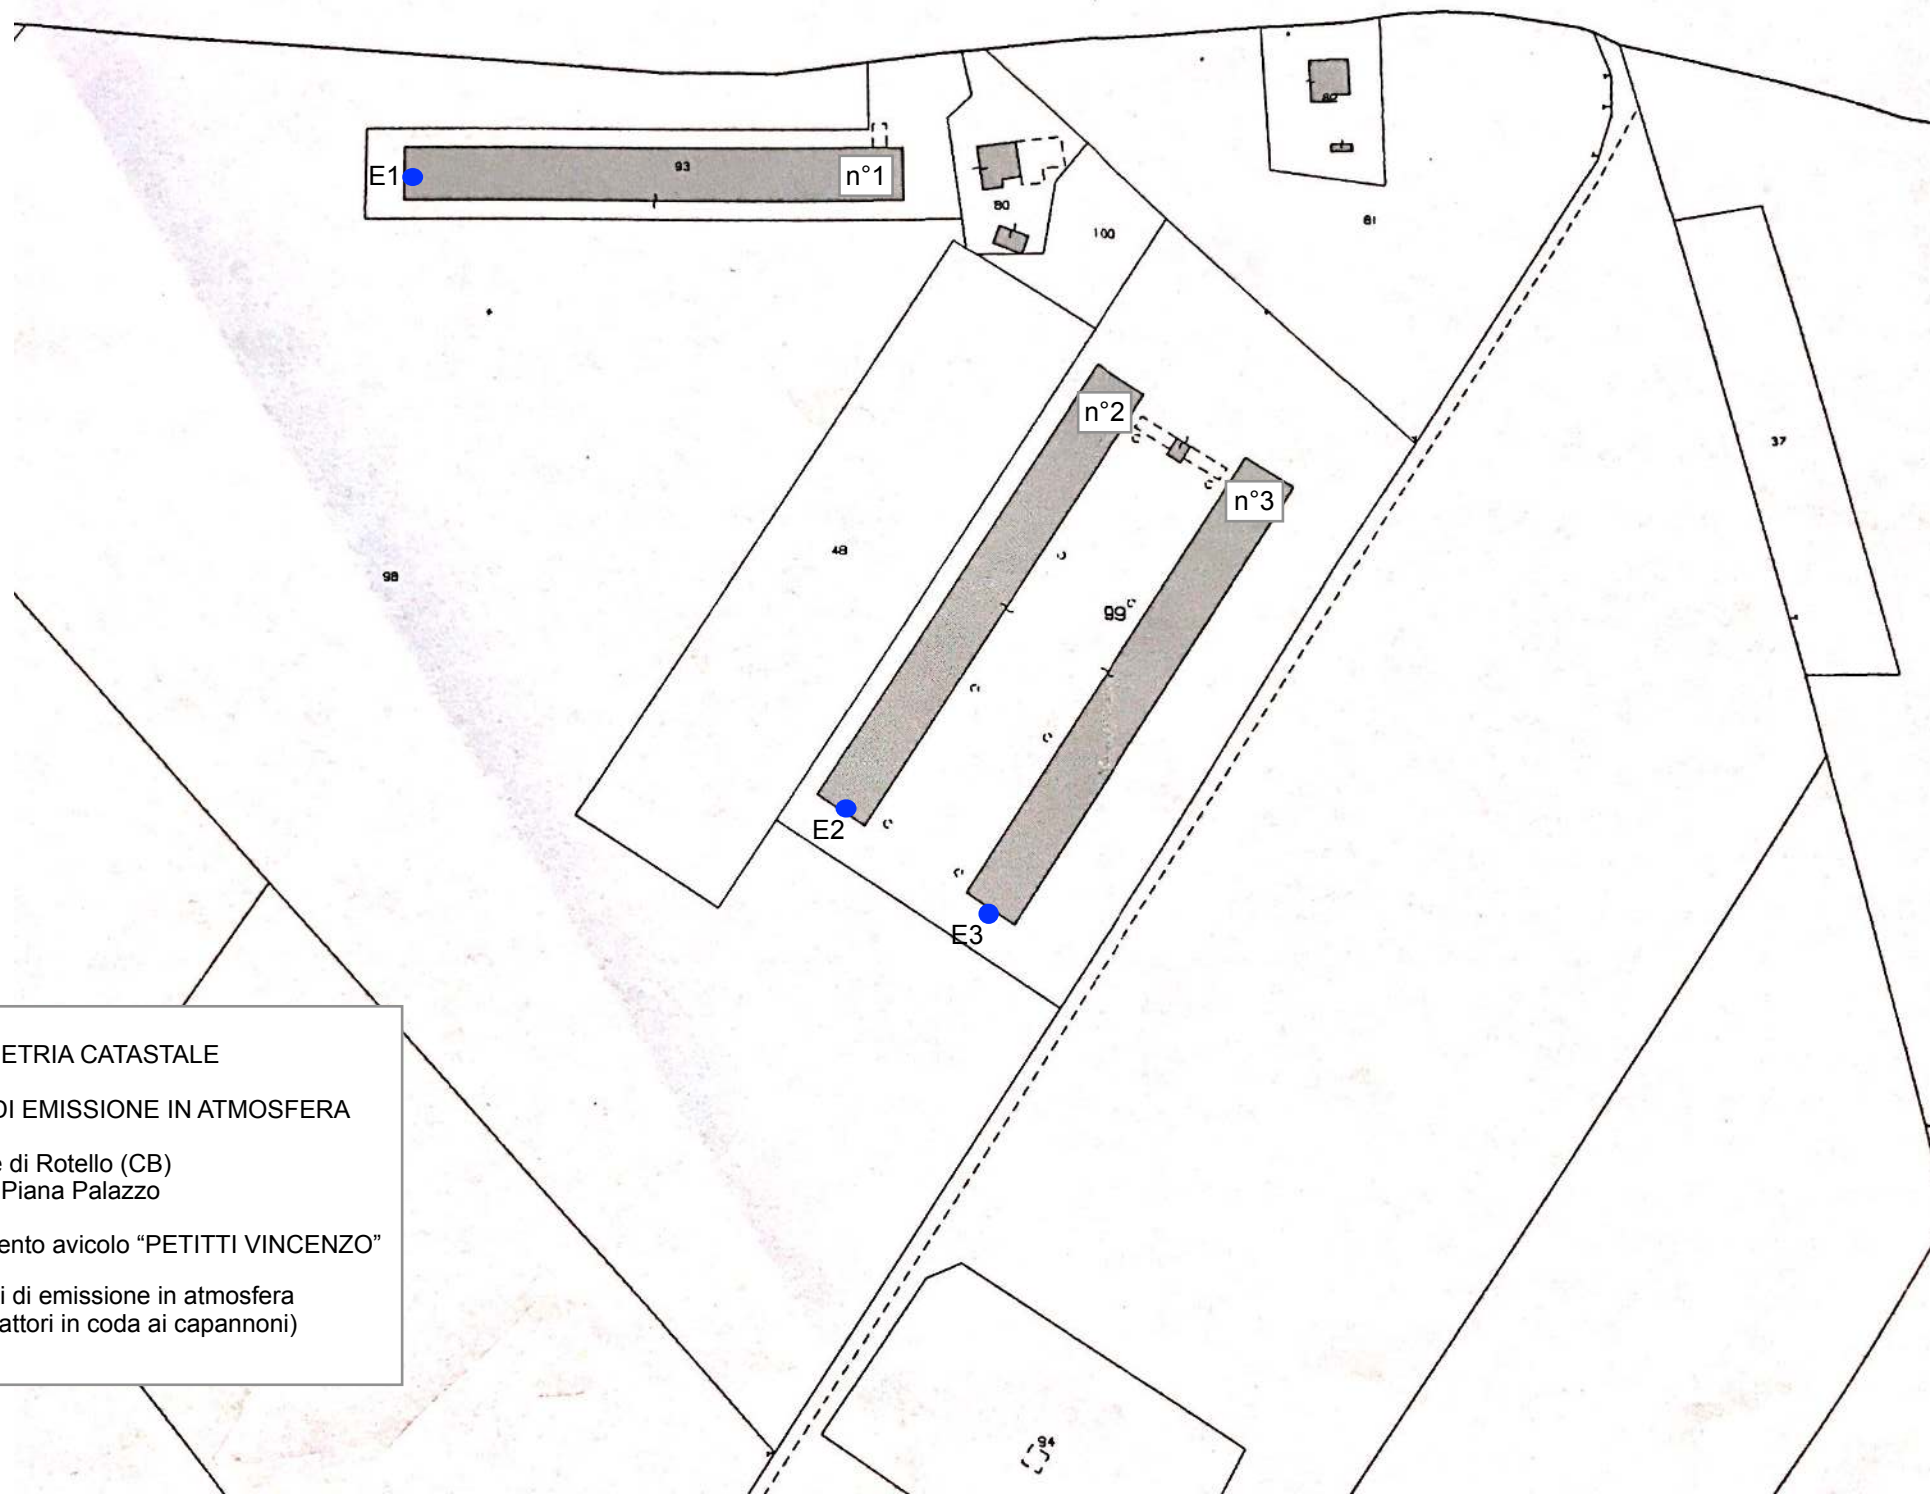 82
E1
93
n°1
80
100
81
n°2
37
n°3
48
98
99
E2
E3
ETRIA CATASTALE
DI EMISSIONE IN ATMOSFERA
e di Rotello (CB)
Piana Palazzo
ento avicolo “PETITTI VINCENZO”
i di emissione in atmosfera
attori in coda ai capannoni)
94